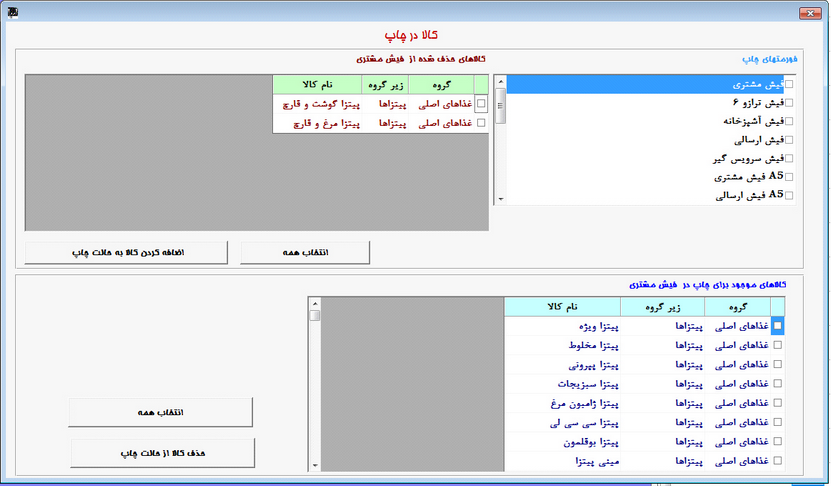 کالا در چاپ
فورمتهای چاپ
فیش مشتری
فیش ترازو ۶
فیش آشپزخانه
فیش ارسالی
فیش سرویس گیر
فیش مشتری A5
فیش ارسالی A5
کالاهای حذف شده از فیش مشتری
گروه زیر گروه نام کالا
غذاهای اصلی پیتزاها پیتزا گوشت و قارچ
غذاهای اصلی پیتزاها پیتزا مرغ و قارچ
انتخاب همه
اضافه کردن کالا به حالت چاپ
کالاهای موجود برای چاپ در فیش مشتری
گروه زیر گروه نام کالا
غذاهای اصلی پیتزاها پیتزا ویژه
غذاهای اصلی پیتزاها پیتزا مخلوط
غذاهای اصلی پیتزاها پیتزا پپرونی
غذاهای اصلی پیتزاها پیتزا سبزیجات
غذاهای اصلی پیتزاها پیتزا ژامبون مرغ
غذاهای اصلی پیتزاها پیتزا سی سی لی
غذاهای اصلی پیتزاها پیتزا بوقلمون
غذاهای اصلی پیتزاها مینی پیتزا
انتخاب همه
حذف کالا از حالت چاپ